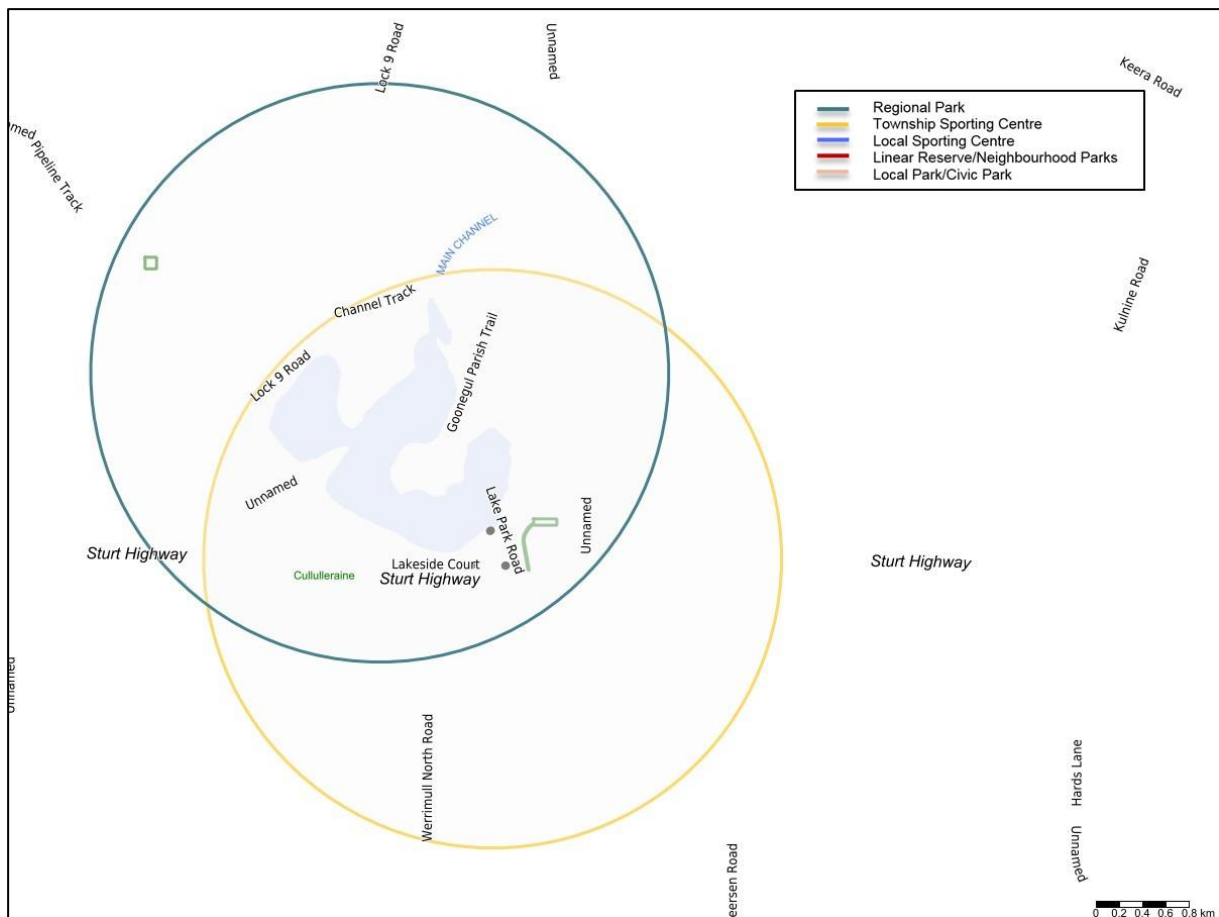 Lock 9 Road
Unnamed
Keera Road
Regional Park
Township Sporting Centre
Local Sporting Centre
Linear Reserve/Neighbourhood Parks
Local Park/Civic Park
Pipeline Track
MAIN CHANNEL
Kulnine Road
Channel Track
Goonegul Parish Trail
Lock 9 Road
Unnamed
Lake Park Road
Unnamed
Sturt Highway
Lakeside Court
Sturt Highway
Sturt Highway
Cullulleraine
Unnamed
Werrimull North Road
Hards Lane
Unnamed
eersen Road
0 0.2 0.4 0.6 0.8 km